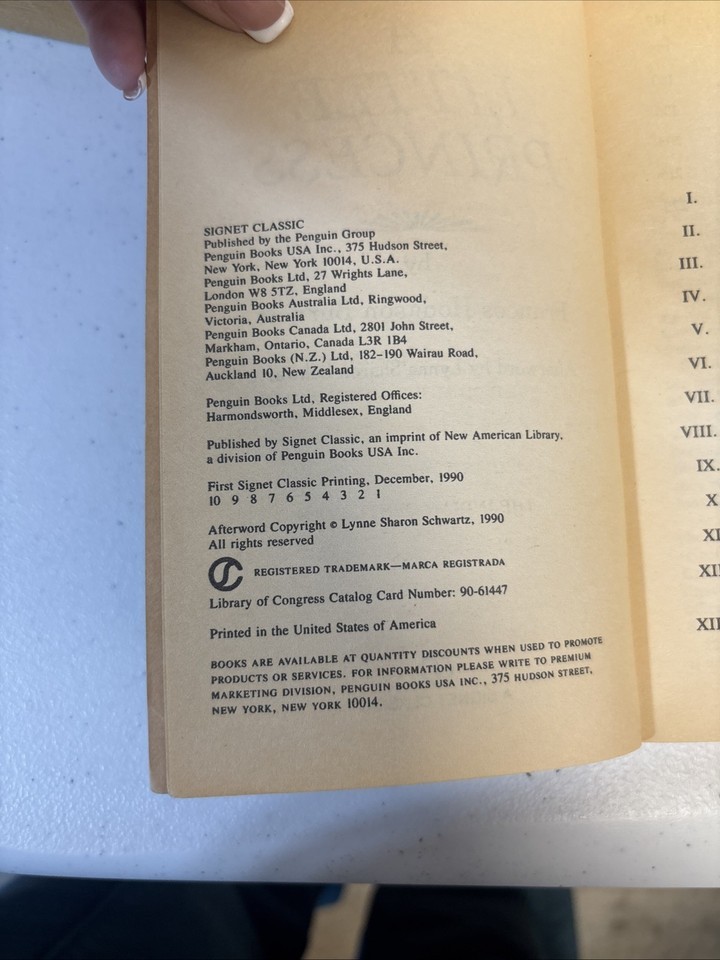 SIGNET CLASSIC
Published by the Penguin Group
Penguin Books USA Inc., 375 Hudson Street,
New York, New York 10014, U.S.A.
Penguin Books Ltd, 27 Wrights Lane,
London W8 5TZ, England
Penguin Books Australia Ltd, Ringwood,
Victoria, Australia
Penguin Books Canada Ltd, 2801 John Street,
Markham, Ontario, Canada L3R 1B4
Penguin Books (N.Z.) Ltd, 182–190 Wairau Road,
Auckland 10, New Zealand
Penguin Books Ltd, Registered Offices:
Harmondsworth, Middlesex, England
Published by Signet Classic, an imprint of New American Library,
a division of Penguin Books USA Inc.
First Signet Classic Printing, December, 1990
10 9 8 7 6 5 4 3 2 1
Afterword Copyright © Lynne Sharon Schwartz, 1990
All rights reserved
REGISTERED TRADEMARK—MARCA REGISTRADA
Library of Congress Catalog Card Number: 90-61447
Printed in the United States of America
BOOKS ARE AVAILABLE AT QUANTITY DISCOUNTS WHEN USED TO PROMOTE
PRODUCTS OR SERVICES. FOR INFORMATION PLEASE WRITE TO PREMIUM
MARKETING DIVISION, PENGUIN BOOKS USA INC., 375 HUDSON STREET,
NEW YORK, NEW YORK 10014.
I.
II.
III.
IV.
V.
VI.
VII.
VIII.
IX.
X
XI
XII
XII